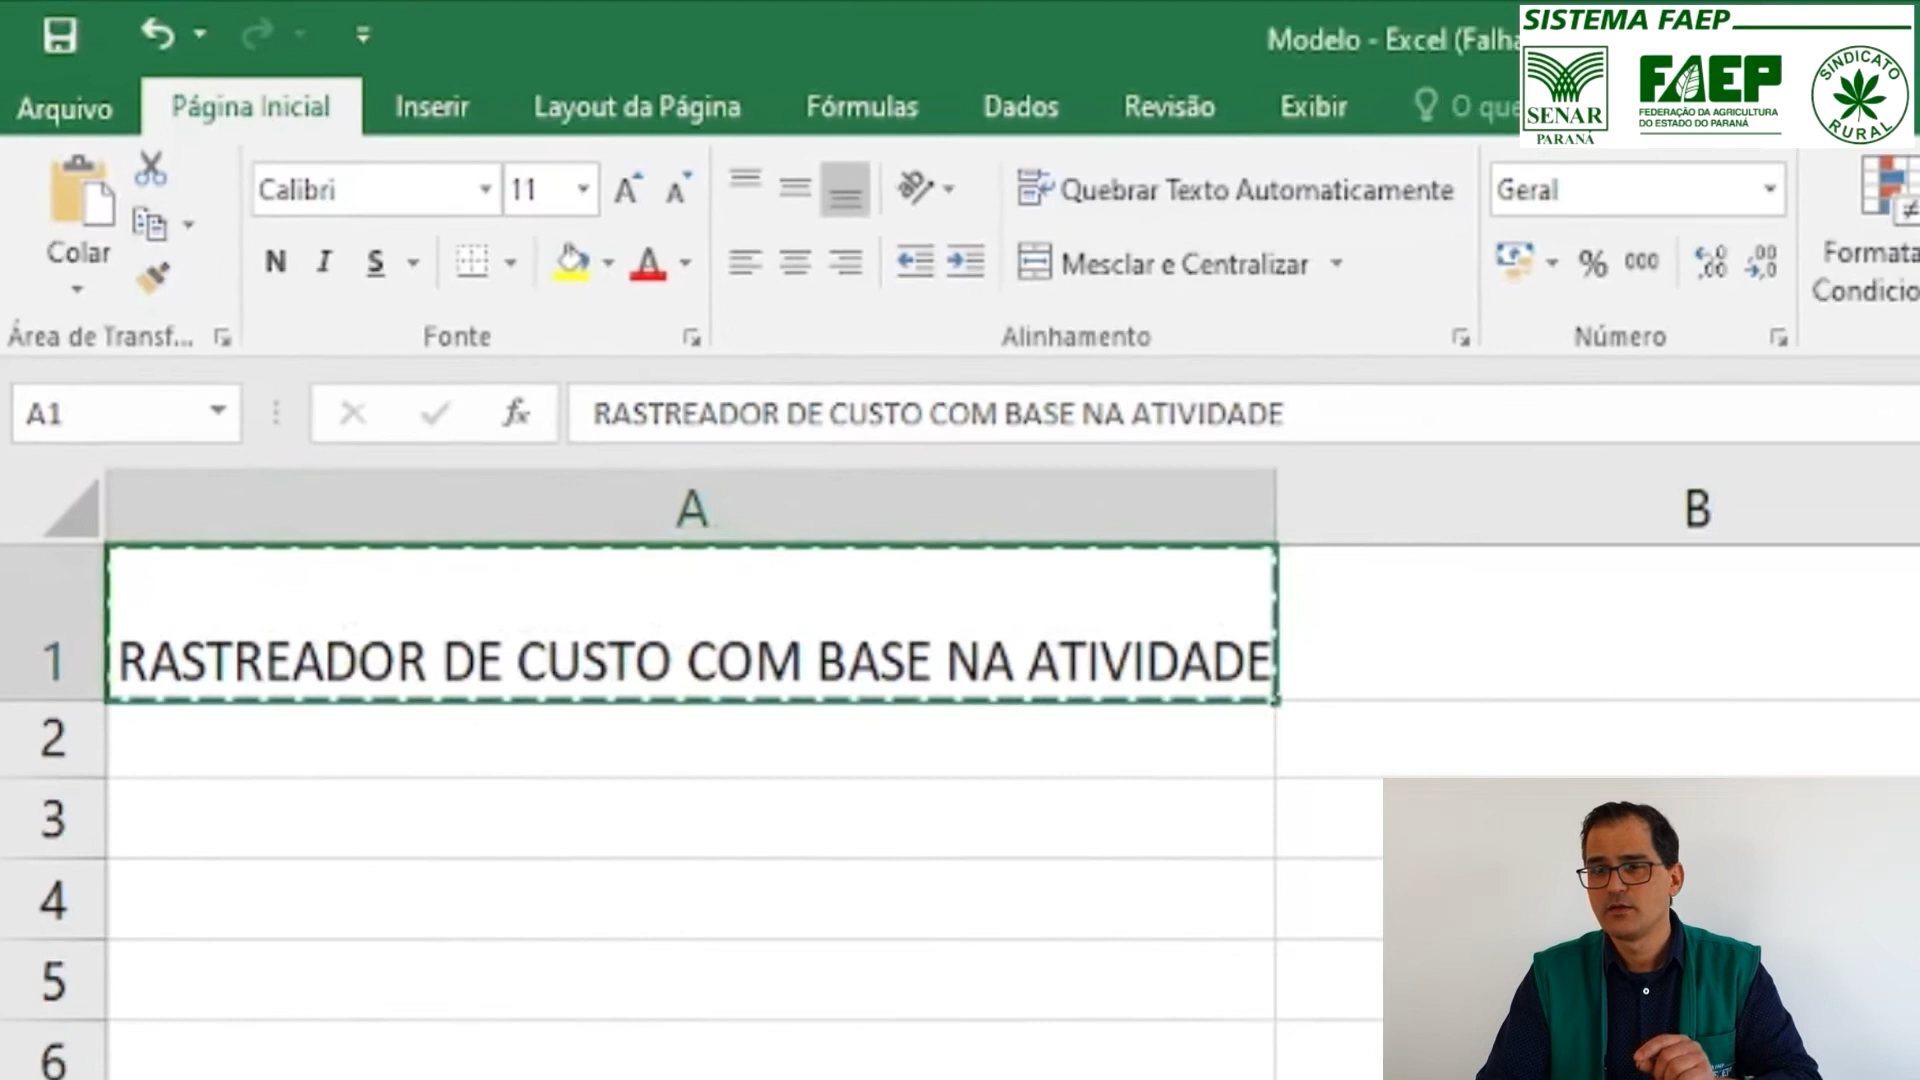 Modelo - Excel (Falha
SISTEMA FAEP
SENAR
PARANÁ
FAEP
FEDERAÇÃO DA AGRICULTURA
DO ESTADO DO PARANÁ
SINDICATO
RURAL
Arquivo
Página Inicial
Inserir
Layout da Página
Fórmulas
Dados
Revisão
Exibir
O que
Colar
Calibri
11
Quebrar Texto Automaticamente
Geral
N I S
A
Mesclar e Centralizar
% 000
Formata
Condicio
Área de Transf...
Fonte
Alinhamento
Número
A1
fx
RASTREADOR DE CUSTO COM BASE NA ATIVIDADE
A
B
1
RASTREADOR DE CUSTO COM BASE NA ATIVIDADE
2
3
4
5
6